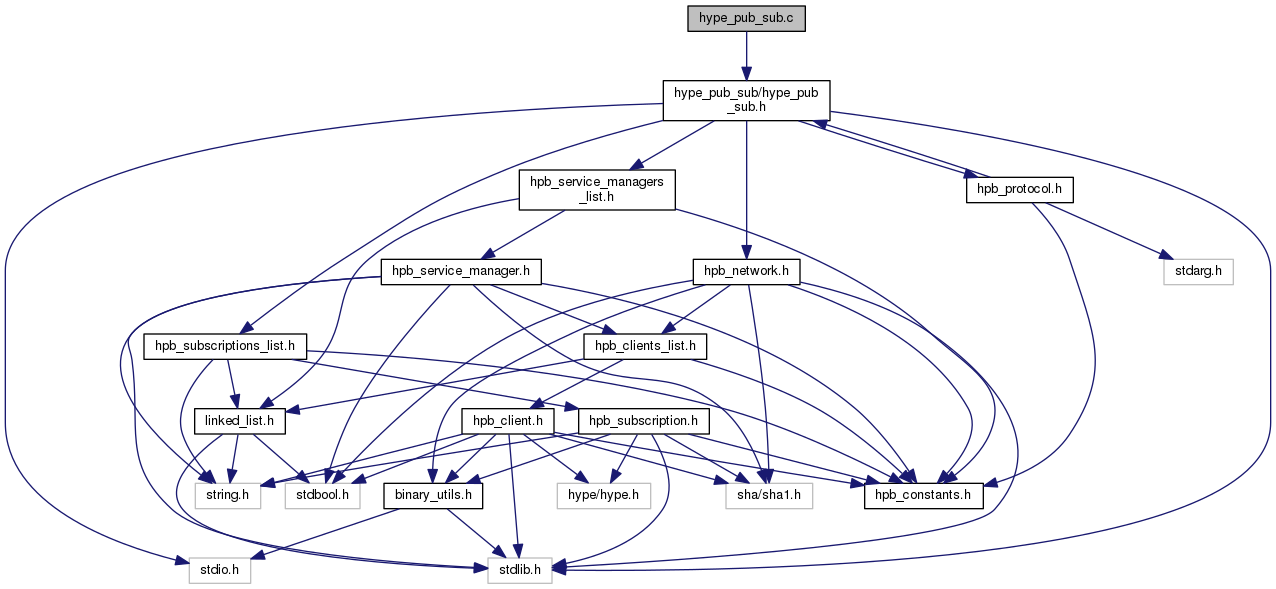 hype_pub_sub.c
hype_pub_sub/hype_pub
_sub.h
hpb_service_managers
_list.h
hpb_protocol.h
hpb_service_manager.h
hpb_network.h
stdarg.h
hpb_subscriptions_list.h
hpb_clients_list.h
linked_list.h
hpb_client.h
hpb_subscription.h
string.h
stdbool.h
binary_utils.h
hype/hype.h
sha/sha1.h
hpb_constants.h
stdio.h
stdlib.h